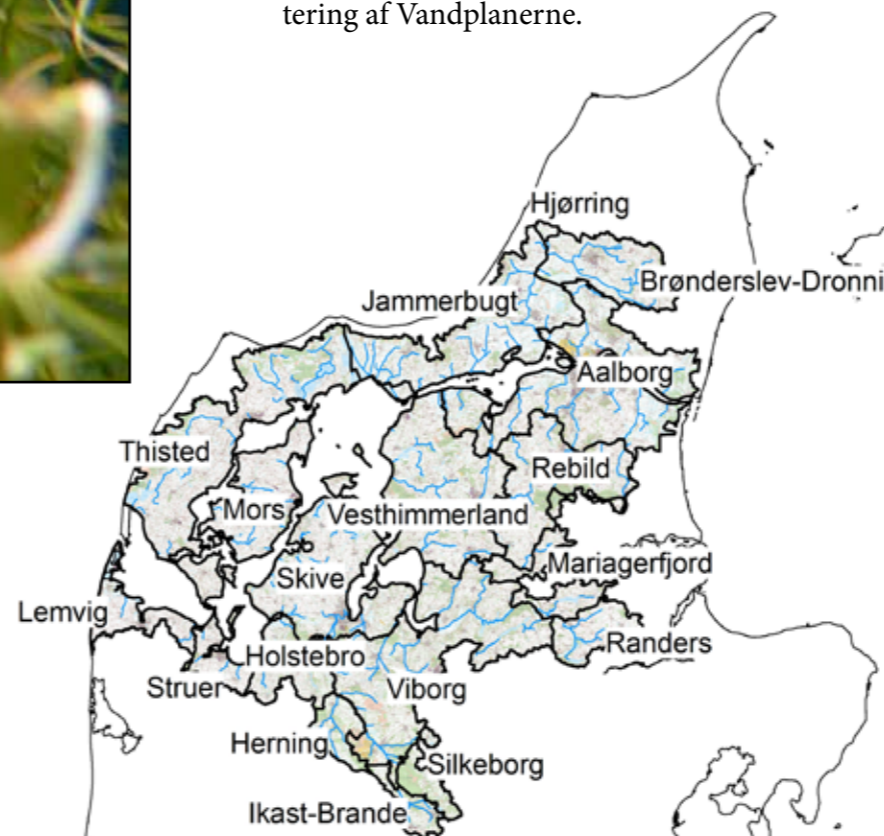 tering af Vandplanerne.
Hjørring
Brønderslev-Dronni
Jammerbugt
Aalborg
Thisted
Rebild
Mors
Vesthimmerland
Mariagerfjord
Skive
Lemvig
Randers
Holstebro
Struer
Viborg
Herning
Silkeborg
Ikast-Brande